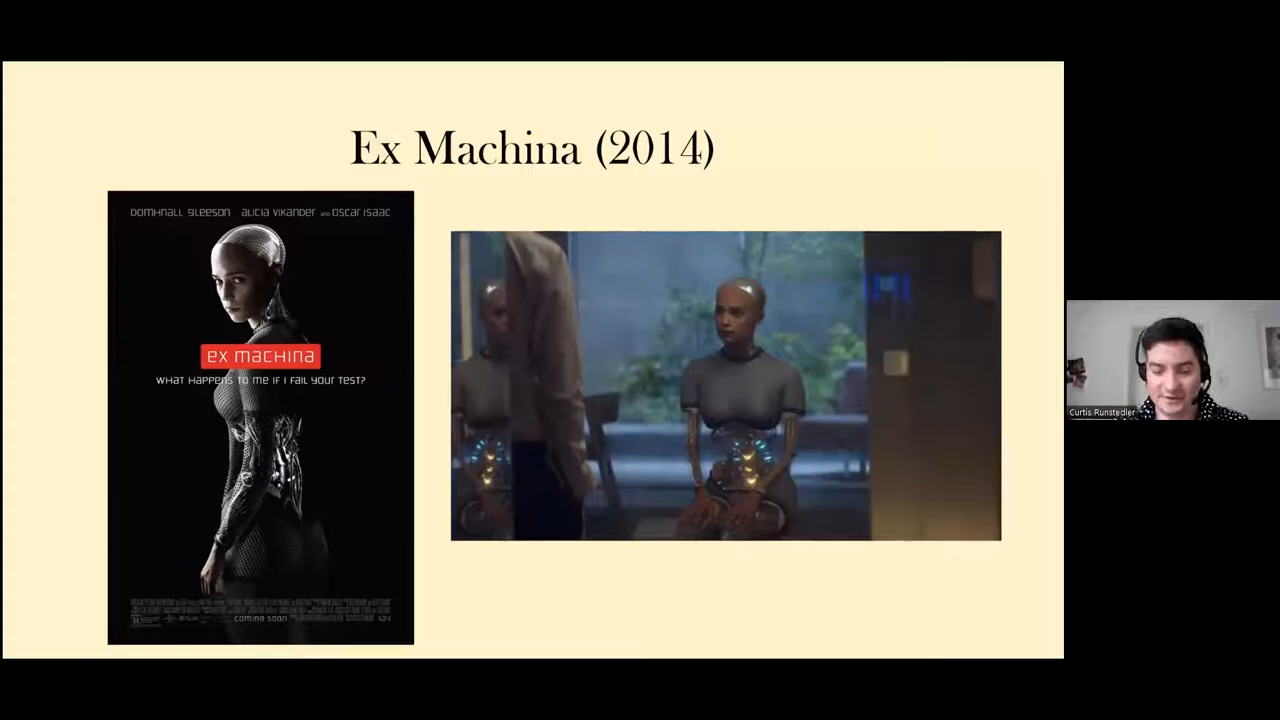 Ex Machina (2014)
DOMHNALL GLEESON ALICIA VIKANDER AND OSCAR ISAAC
EX MACHINA
WHAT HAPPENS TO ME IF I FAIL YOUR TEST?
COMING SOON
Curtis Runstedler